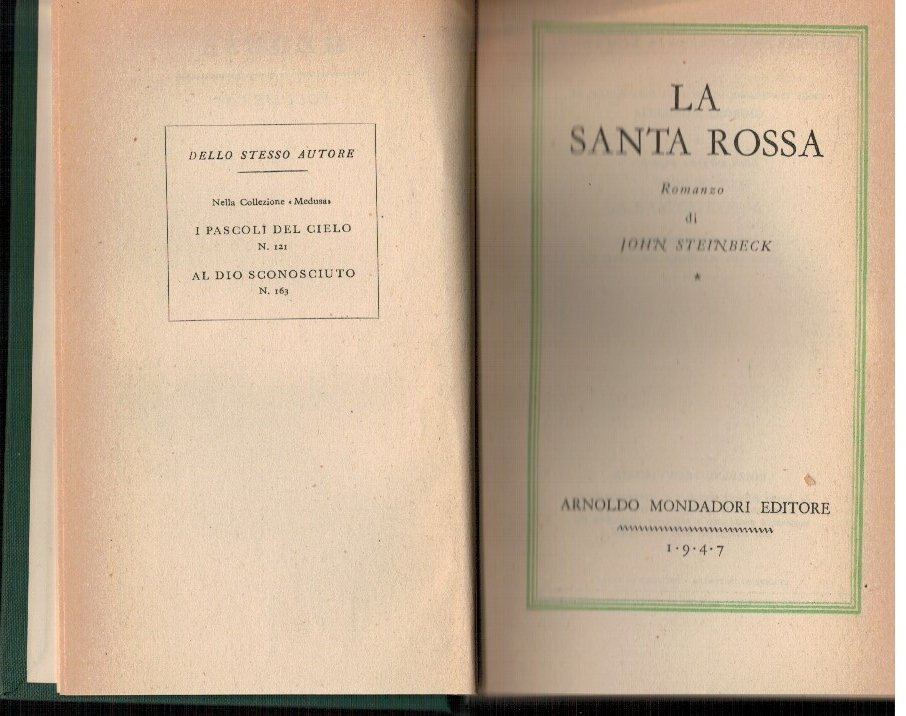 DELLO STESSO AUTORE
Nella Collezione «Medusa»
I PASCOLI DEL CIELO
N. 121
AL DIO SCONOSCIUTO
N. 163
LA
SANTA ROSSA
Romanzo
di
JOHN STEINBECK
*
ARNOLDO MONDADORI EDITORE
1·9·4·7